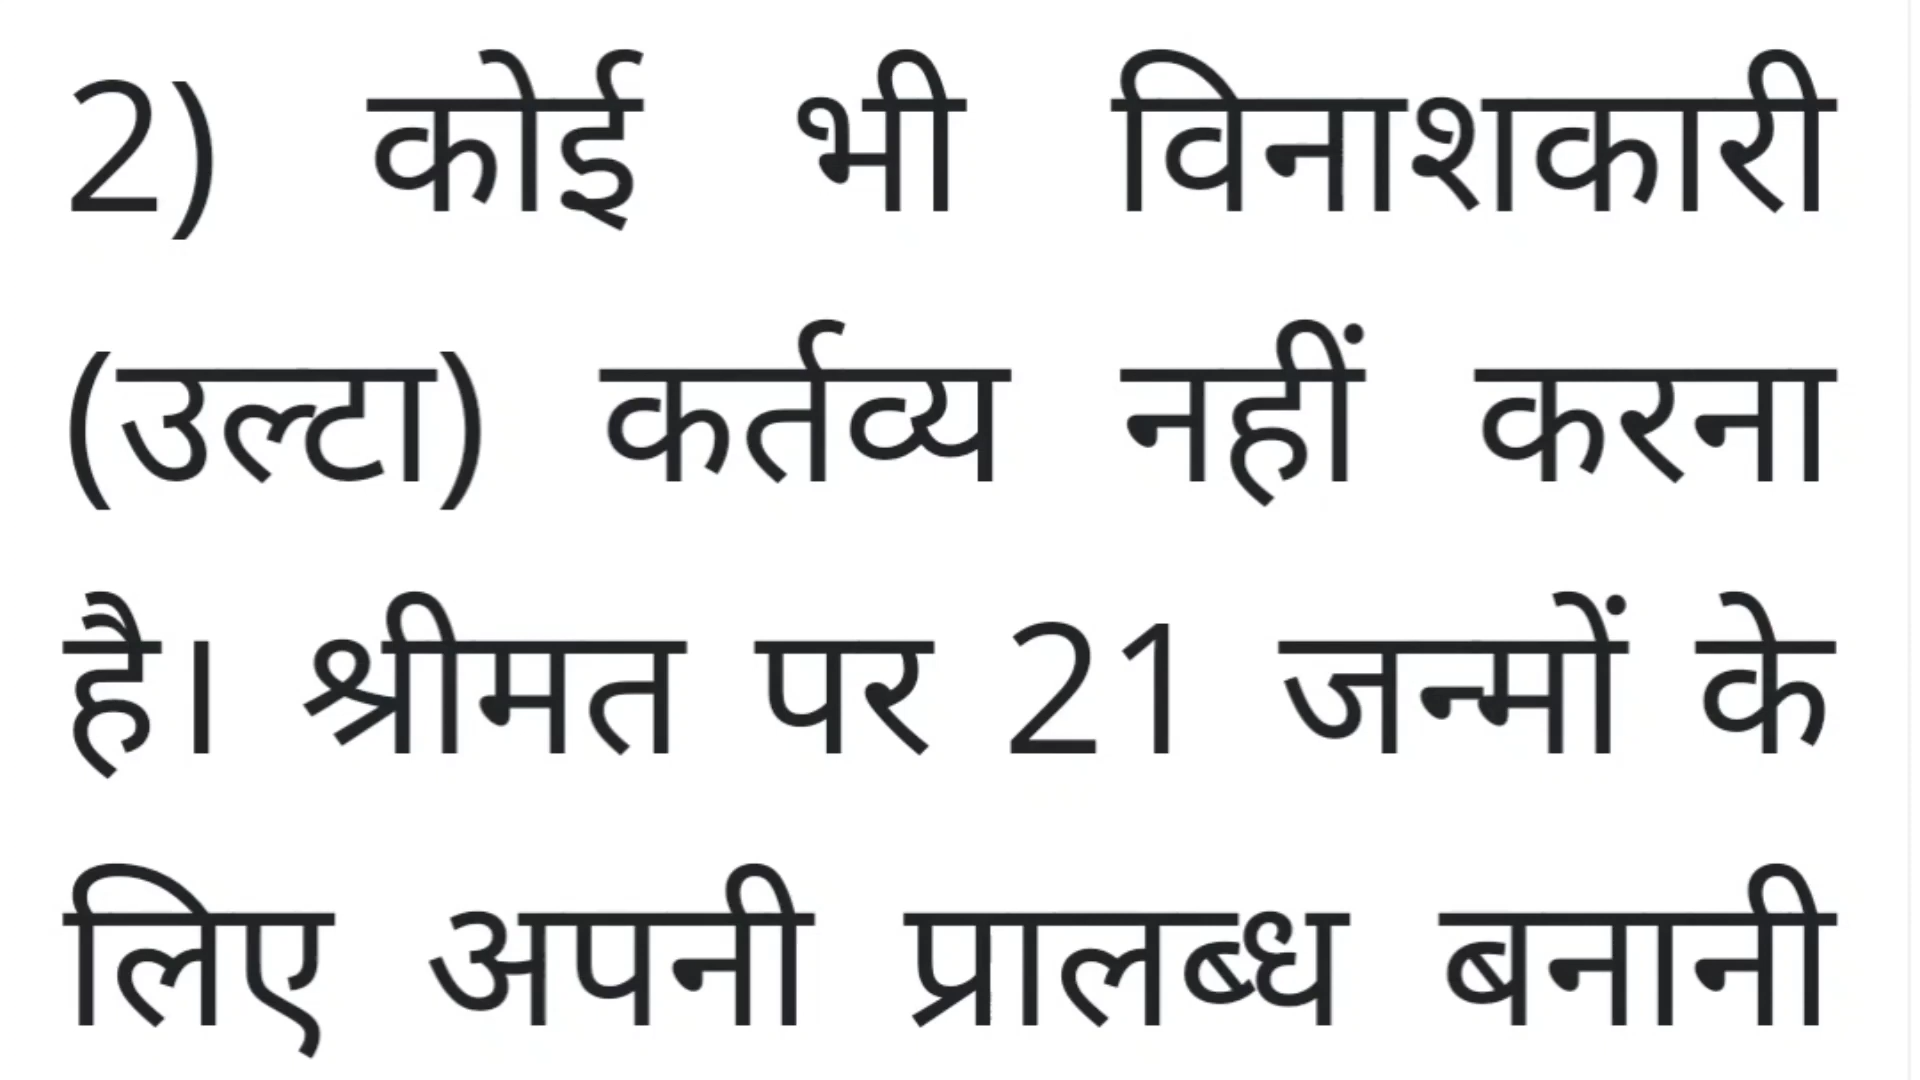 2) कोई भी विनाशकारी
(उल्टा) कर्तव्य नहीं करना
है। श्रीमत पर 21 जन्मों के
लिए अपनी प्रालब्ध बनानी